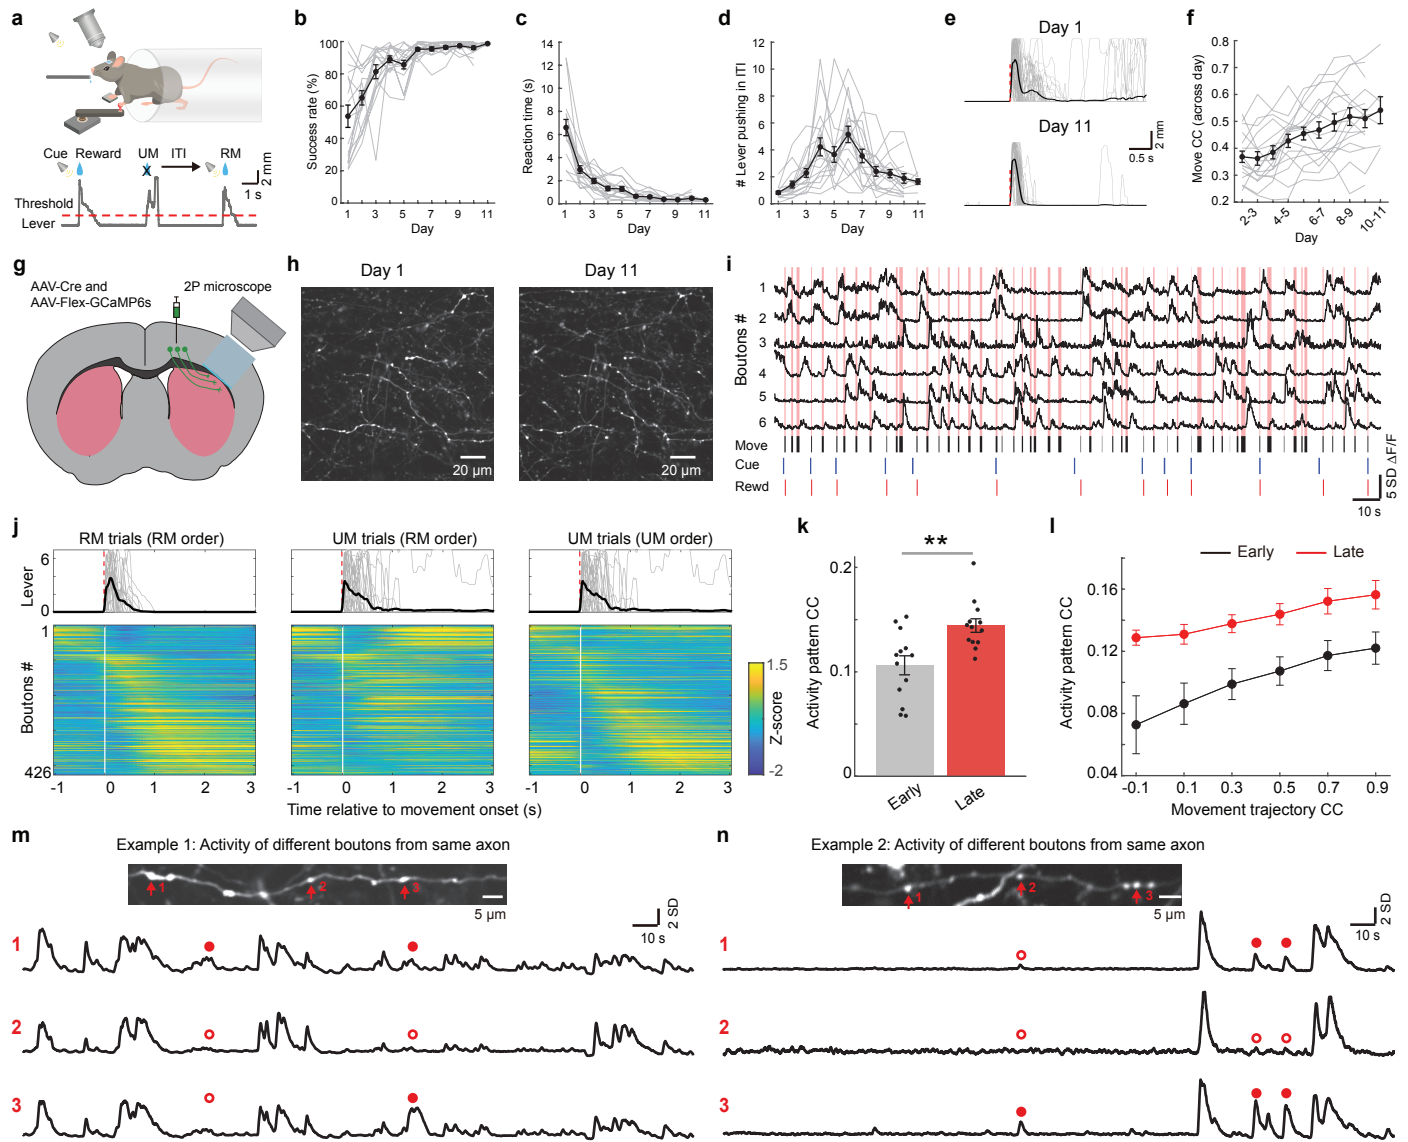 a
Cue Reward UM ITI RM
X
2 mm
1 s
Threshold
Lever
b
Success rate (%)
100
80
60
40
20
0
1 3 5 7 9 11
Day
c
Reaction time (s)
14
12
10
8
6
4
2
0
1 3 5 7 9 11
Day
d
# Lever pushing in ITI
12
10
8
6
4
2
0
1 3 5 7 9 11
Day
e
Day 1
Day 11
2 mm
0.5 s
f
Move CC (across day)
0.8
0.7
0.6
0.5
0.4
0.3
0.2
2-3 4-5 6-7 8-9 10-11
Day
g
AAV-Cre and
AAV-Flex-GCaMP6s
2P microscope
h
Day 1 Day 11
20 µm 20 µm
i
Boutons #
1
2
3
4
5
6
Move
Cue
Rewd
5 SD ΔF/F
10 s
j
RM trials (RM order) UM trials (RM order) UM trials (UM order)
Lever
6
0
Boutons #
1
426
-1 0 1 2 3 -1 0 1 2 3 -1 0 1 2 3
Time relative to movement onset (s)
1.5
Z-score
-2
k
**
Activity pattern CC
0.2
0.1
0
Early Late
l
Early Late
Activity pattern CC
0.16
0.12
0.08
0.04
-0.1 0.1 0.3 0.5 0.7 0.9
Movement trajectory CC
m
Example 1: Activity of different boutons from same axon
1 2 3
5 µm
2 SD
10 s
1
2
3
n
Example 2: Activity of different boutons from same axon
1 2 3
5 µm
2 SD
10 s
1
2
3